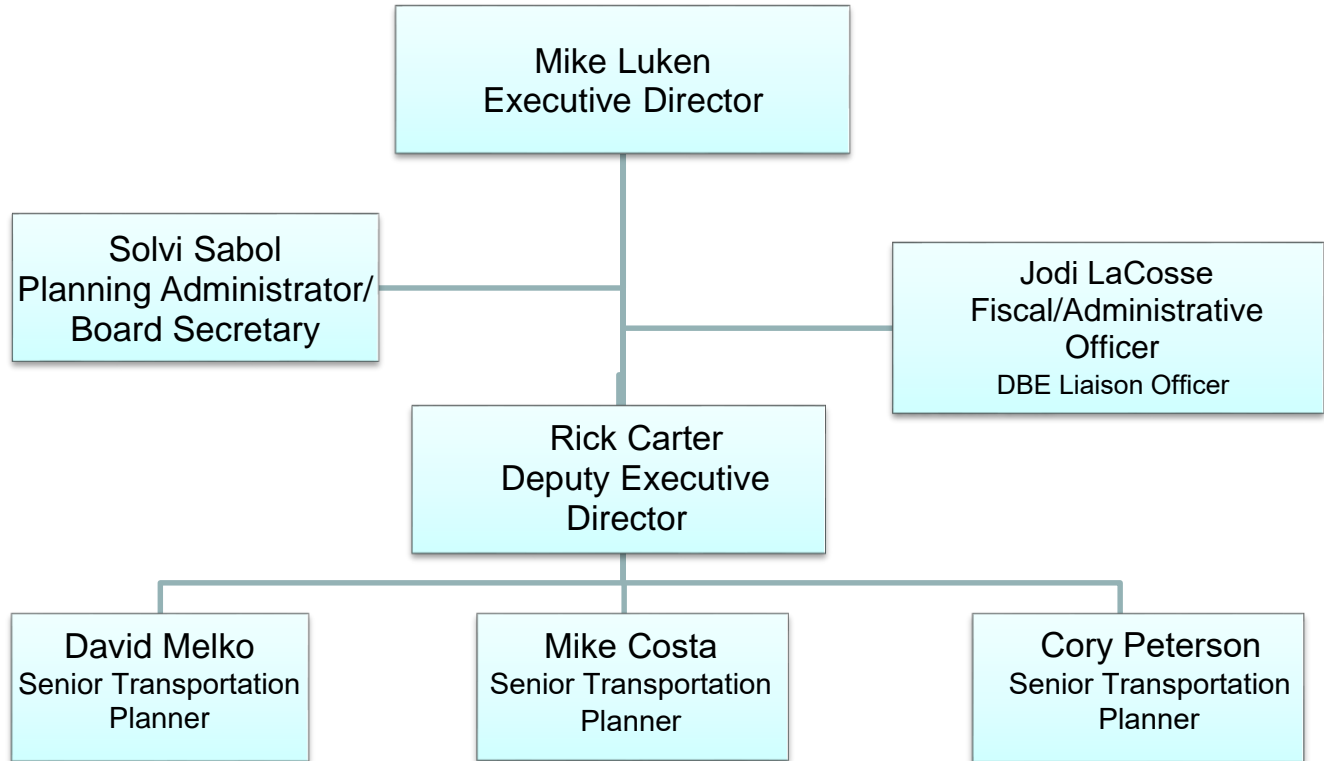 Mike Luken
Executive Director
Solvi Sabol
Planning Administrator/
Board Secretary
Jodi LaCosse
Fiscal/Administrative
Officer
DBE Liaison Officer
Rick Carter
Deputy Executive
Director
David Melko
Senior Transportation
Planner
Mike Costa
Senior Transportation
Planner
Cory Peterson
Senior Transportation
Planner